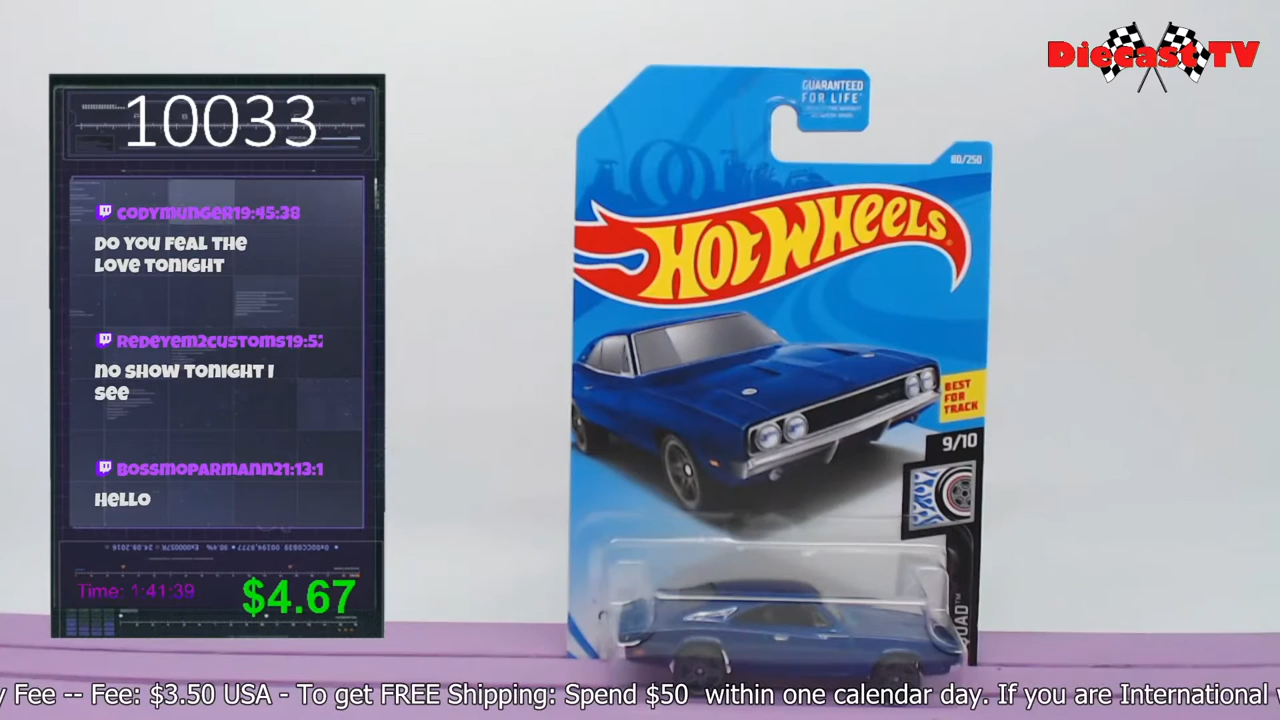 Diecast TV
10033
codymunger19:45:38
Do you feal the
love tonight
Redeyem2customs19:5
no show tonight I
see
Bossmoparmann21:13:1
Hello
Time: 1:41:39
$4.67
GUARANTEED
FOR LIFE
80/250
HOT WHEELS
BEST
FOR
TRACK
9/10
y Fee -- Fee: $3.50 USA - To get FREE Shipping: Spend $50 within one calendar day. If you are International